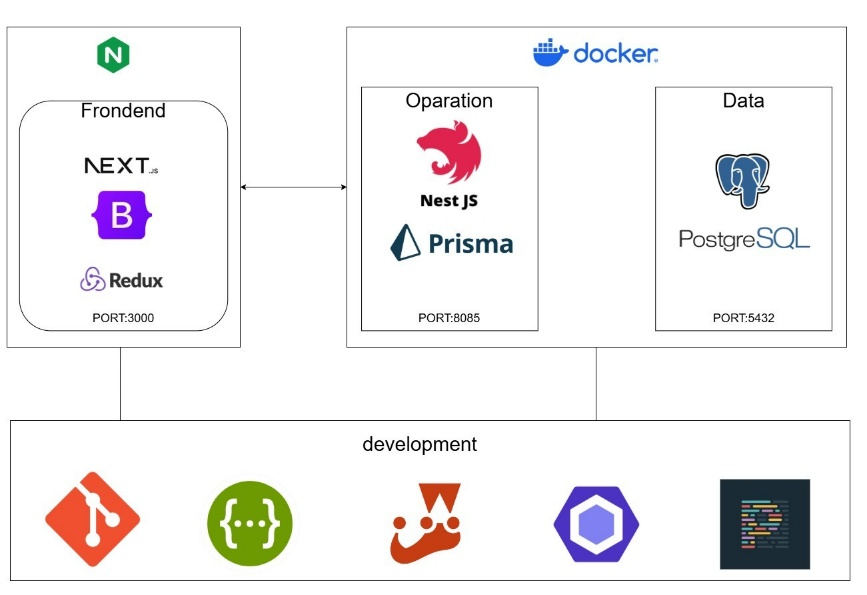 N
docker
Frondend
NEXT.JS
B
Redux
PORT:3000
Oparation
Nest JS
Prisma
PORT:8085
Data
PostgreSQL
PORT:5432
development
{...}